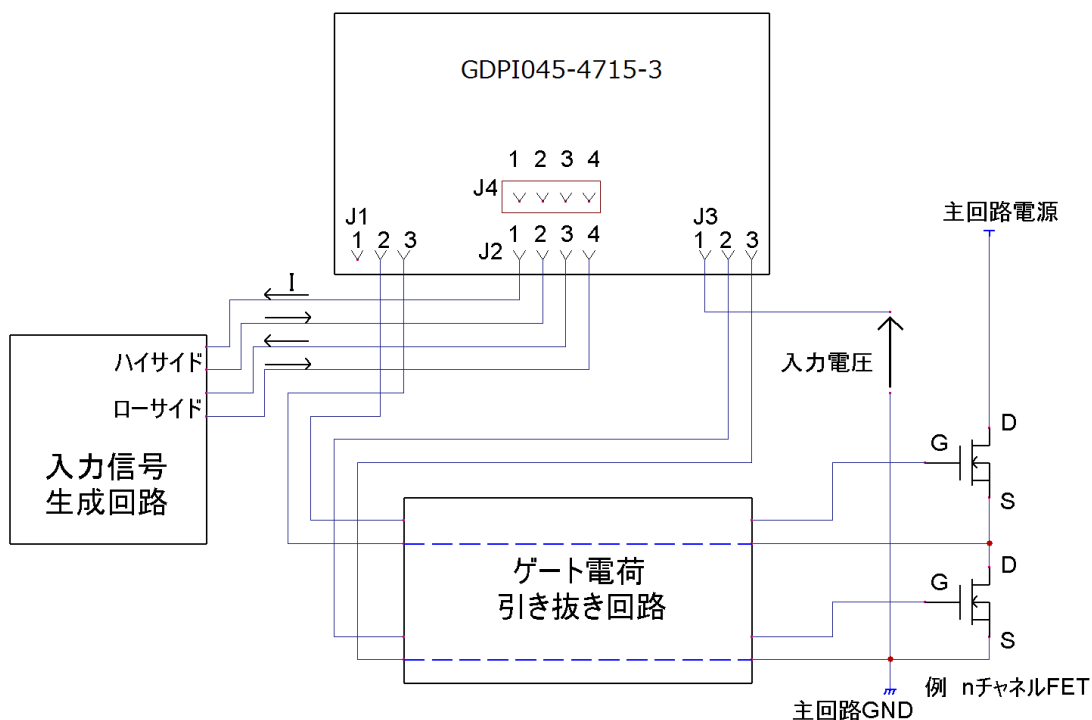 GDPI045-4715-3
1 2 3 4
J4
J1
1 2 3
J2
1 2 3 4
J3
1 2 3
主回路電源
I
ハイサイド
ローサイド
入力信号
生成回路
入力電圧
G
D
S
ゲート電荷
引き抜き回路
G
D
S
例 nチャネルFET
主回路GND